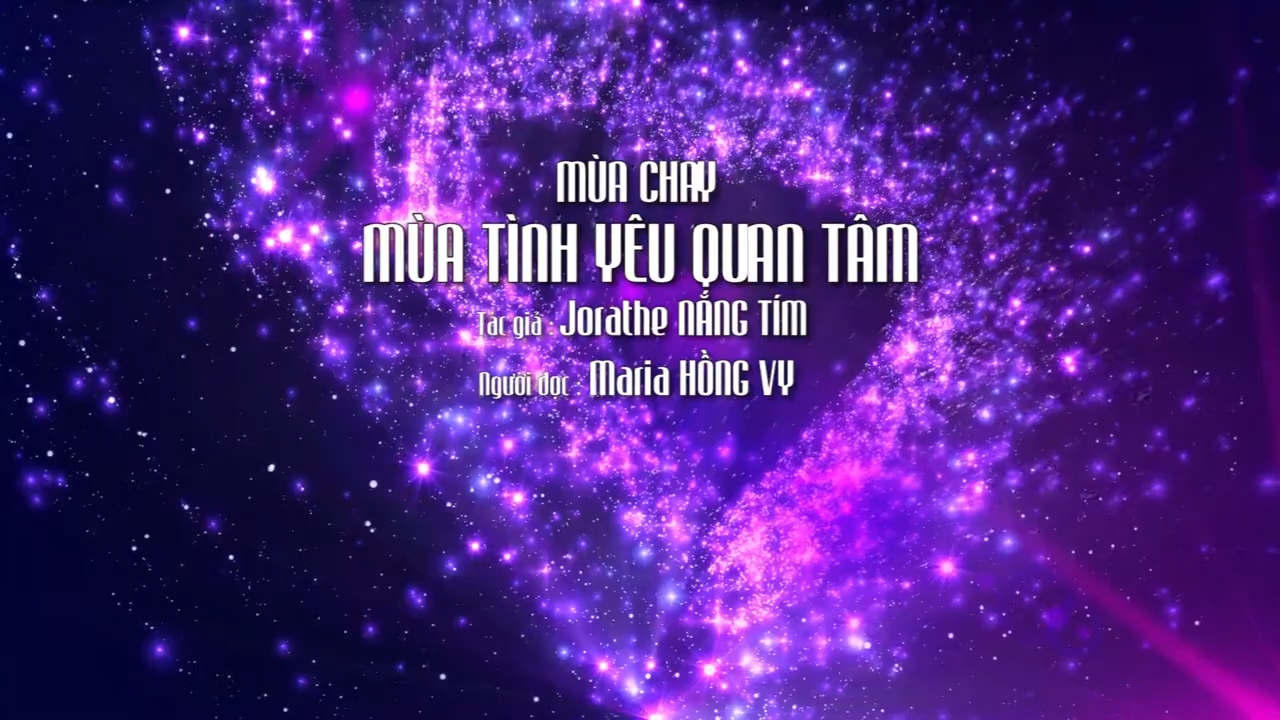 MÙA CHAY
MÙA TÌNH YÊU QUAN TÂM
Tác giả : Jorathe NẮNG TÍM
Người đọc : Maria HỒNG VY